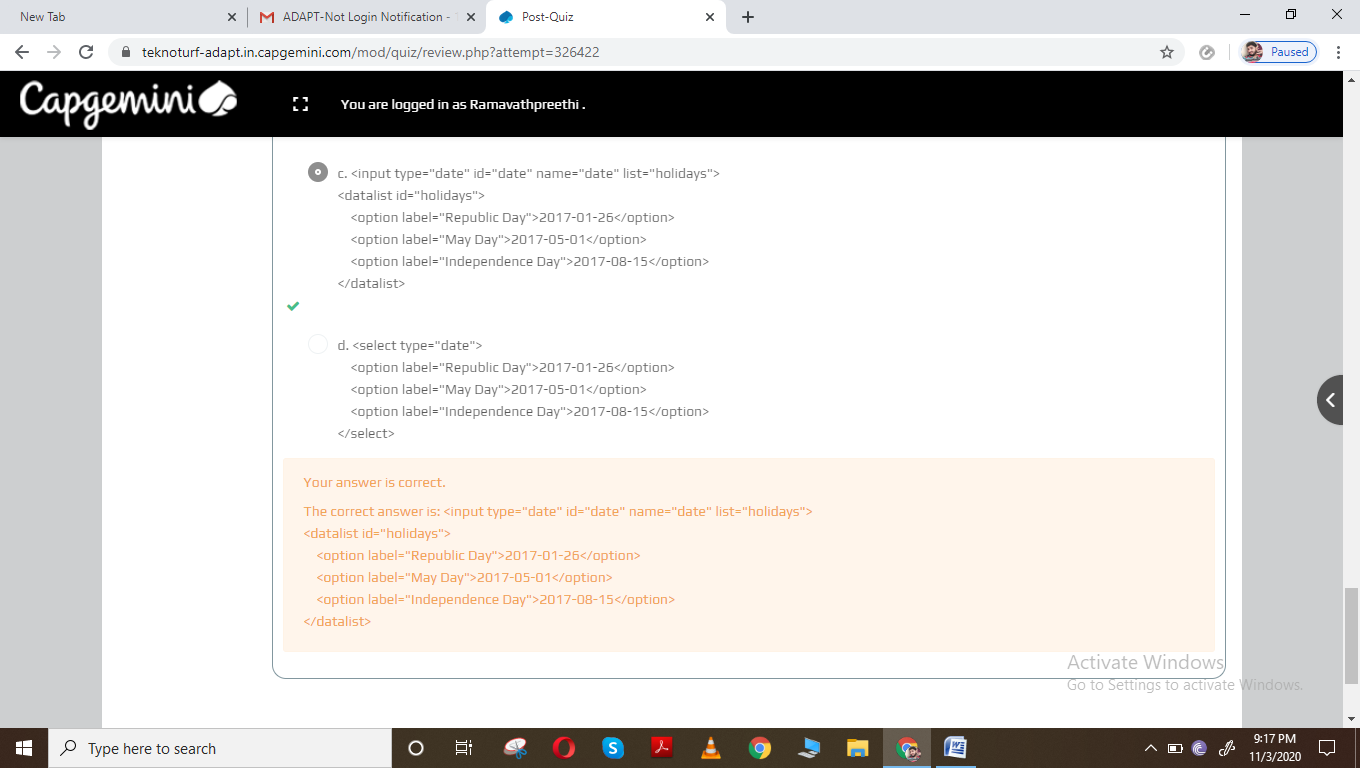 New Tab
ADAPT-Not Login Notification -
Post-Quiz
teknoturf-adapt.in.capgemini.com/mod/quiz/review.php?attempt=326422
Paused
Capgemini
You are logged in as Ramavathpreethi .
c. <input type="date" id="date" name="date" list="holidays">
<datalist id="holidays">
<option label="Republic Day">2017-01-26</option>
<option label="May Day">2017-05-01</option>
<option label="Independence Day">2017-08-15</option>
</datalist>
d. <select type="date">
<option label="Republic Day">2017-01-26</option>
<option label="May Day">2017-05-01</option>
<option label="Independence Day">2017-08-15</option>
</select>
Your answer is correct.
The correct answer is: <input type="date" id="date" name="date" list="holidays">
<datalist id="holidays">
<option label="Republic Day">2017-01-26</option>
<option label="May Day">2017-05-01</option>
<option label="Independence Day">2017-08-15</option>
</datalist>
Activate Windows
Go to Settings to activate Windows.
Type here to search
9:17 PM
11/3/2020